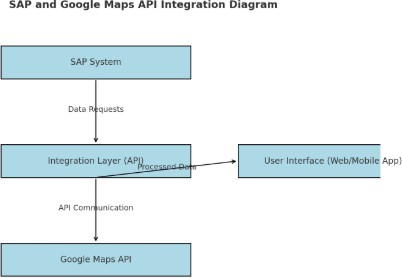 SAP and Google Maps API Integration Diagram
SAP System
Data Requests
Integration Layer (API)
Processed Data
User Interface (Web/Mobile App)
API Communication
Google Maps API